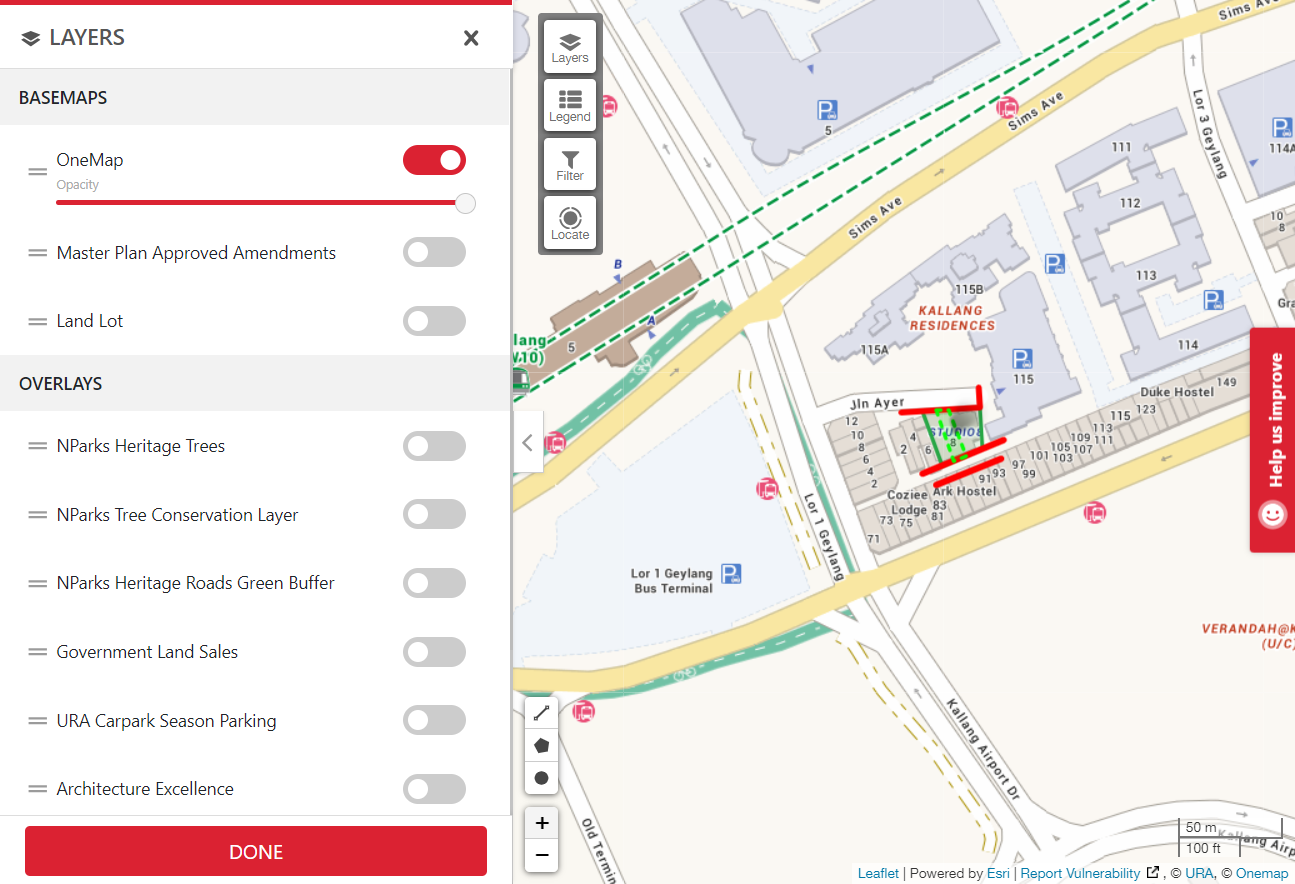 LAYERS
BASEMAPS
OneMap
Opacity
Master Plan Approved Amendments
Land Lot
OVERLAYS
NParks Heritage Trees
NParks Tree Conservation Layer
NParks Heritage Roads Green Buffer
Government Land Sales
URA Carpark Season Parking
Architecture Excellence
DONE
Layers
Legend
Filter
Locate
Sims Ave
Sims Ave
Sims Ave
Lor 3 Geylang
5
111
112
113
114
114A
10
8
B
A
5
lang
10)
115B
KALLANG
RESIDENCES
115A
115
Jln Ayer
Duke Hostel
149
123
115
113
111
109
107
105
103
101
99
97
93
91
12
10
8
6
4
2
4
2
6
STUDIO8
8
Coziee
Lodge
Ark Hostel
83
81
75
73
71
Lor 1 Geylang
Lor 1 Geylang
Bus Terminal
VERANDAH@K
(U/C)
Kallang Airport Dr
Kallang Airp
Old Termin
Help us improve
+
−
50 m
100 ft
Leaflet | Powered by Esri | Report Vulnerability , © URA, © Onemap